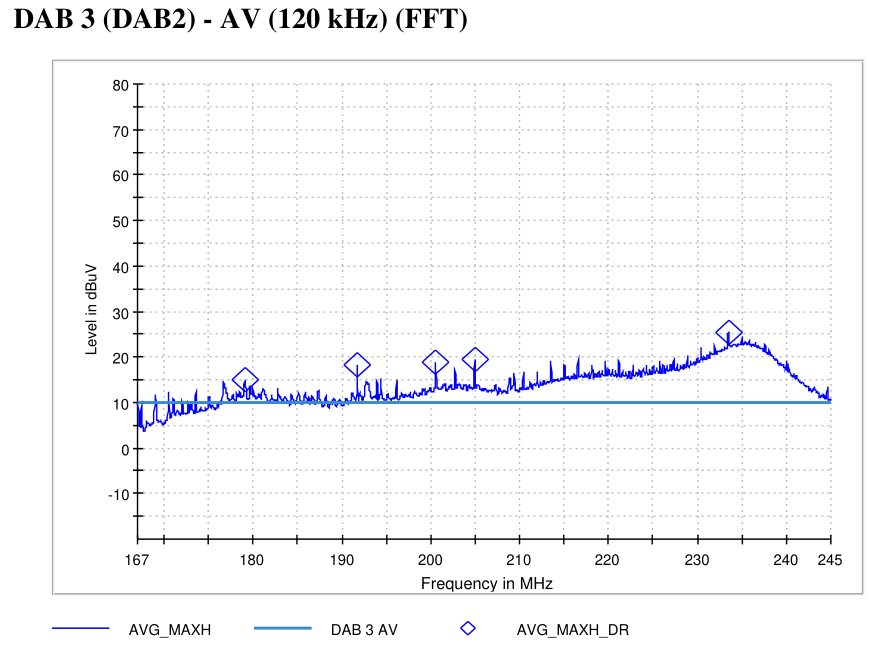 DAB 3 (DAB2) - AV (120 kHz) (FFT)
80
70
60
50
40
30
20
10
0
-10
Level in dBuV
167 180 190 200 210 220 230 240 245
Frequency in MHz
AVG_MAXH DAB 3 AV AVG_MAXH_DR